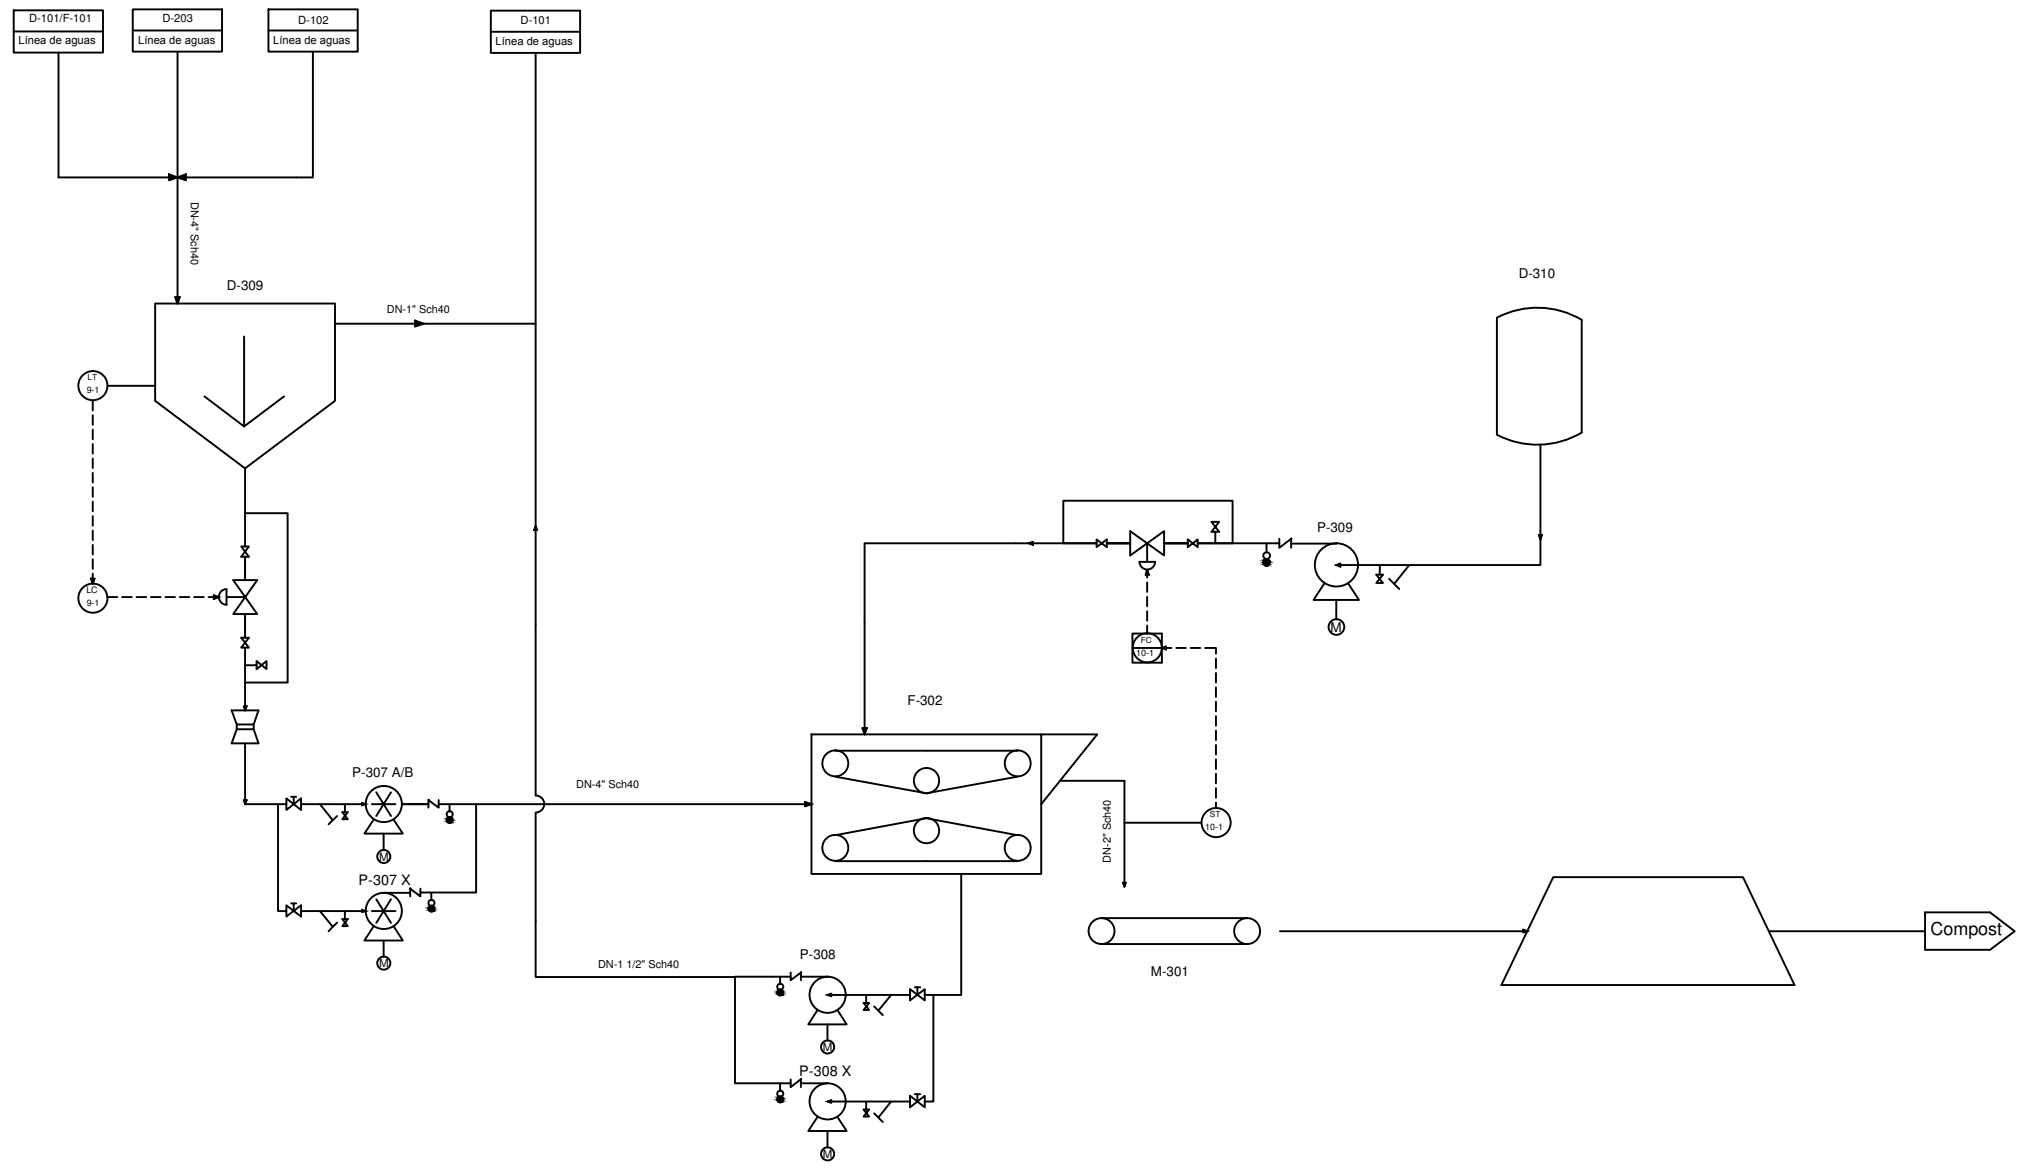 D-101/F-101
Línea de aguas
D-203
Línea de aguas
D-102
Línea de aguas
D-101
Línea de aguas
DN-4" Sch40
D-309
DN-1" Sch40
D-310
LT
9-1
LC
9-1
P-309
M
FC
10-1
F-302
P-307 A/B
DN-4" Sch40
M
ST
10-1
DN-2" Sch40
P-307 X
M
Compost
P-308
DN-1 1/2" Sch40
M-301
M
P-308 X
M